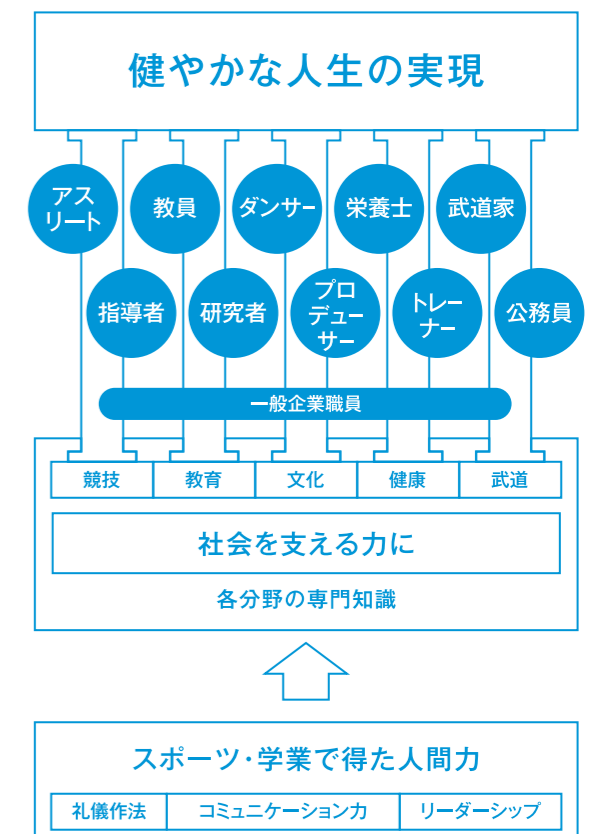 健やかな人生の実現
アス
リート
教員
ダンサー
栄養士
武道家
指導者
研究者
プロ
デュー
サー
トレー
ナー
公務員
一般企業職員
競技
教育
文化
健康
武道
社会を支える力に
各分野の専門知識
スポーツ・学業で得た人間力
礼儀作法
コミュニケーション力
リーダーシップ